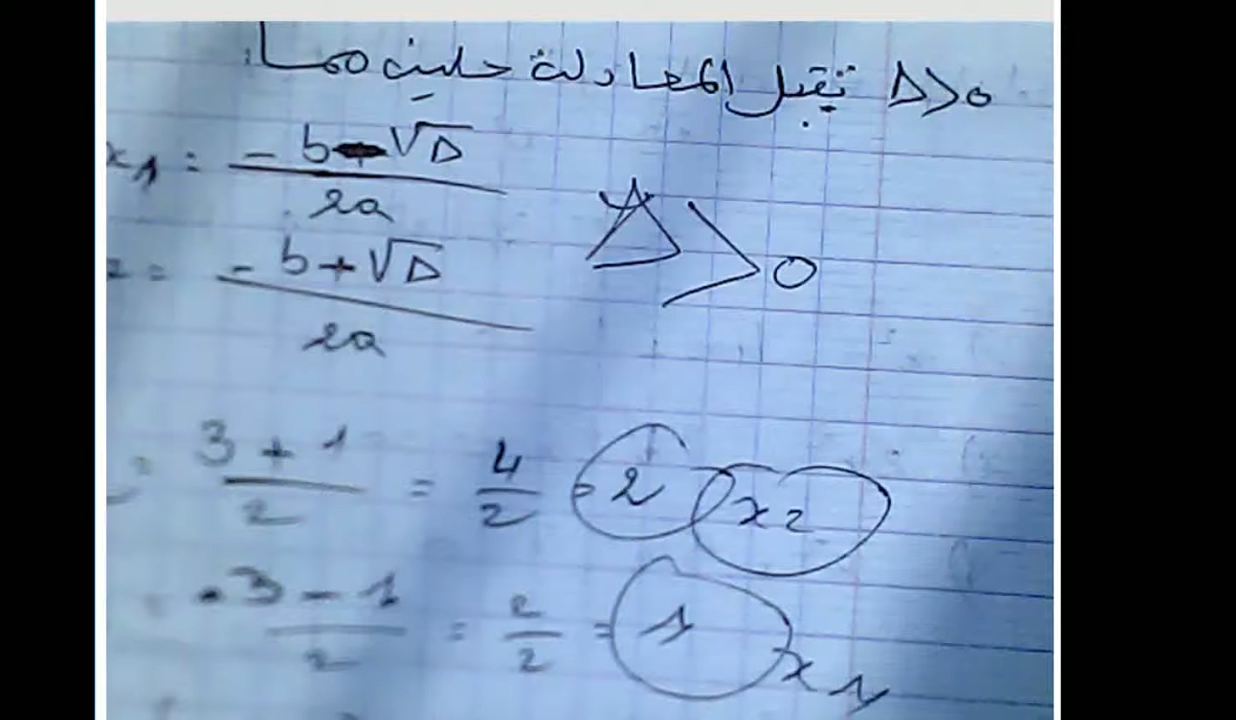 Δ>0 تقبل المعادلة حلين هما:
x1 = (-b-√Δ)/2a
2 = (-b+√Δ)/2a
Δ>0
= (3+1)/2 = 4/2 = 2 x2
(3-1)/2 = 2/2 = 1 x1